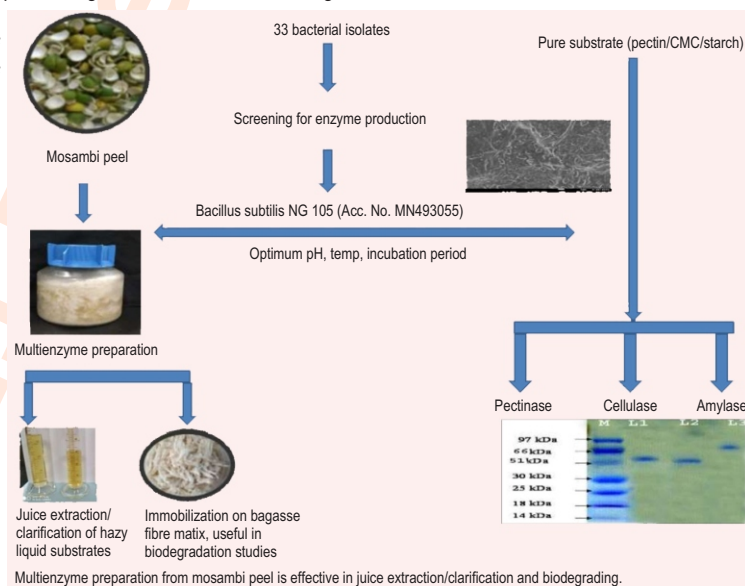 33 bacterial isolates
Pure substrate (pectin/CMC/starch)
Screening for enzyme production
Mosambi peel
Bacillus subtilis NG 105 (Acc. No. MN493055)
Optimum pH, temp, incubation period
Multienzyme preparation
Pectinase
Cellulase
Amylase
M L1 L2 L3
97 kDa
66 kDa
51 kDa
30 kDa
25 kDa
18 kDa
14 kDa
Juice extraction/
clarification of hazy
liquid substrates
Immobilization on bagasse
fibre matix, useful in
biodegradation studies
Multienzyme preparation from mosambi peel is effective in juice extraction/clarification and biodegrading.